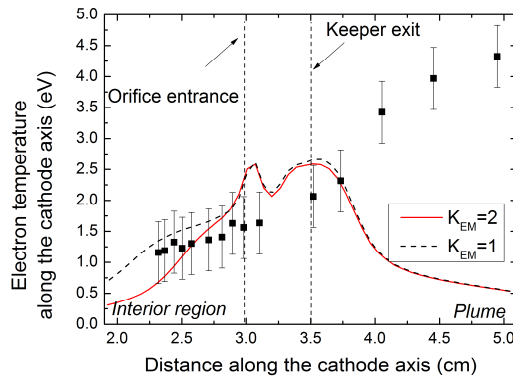 Electron temperature
along the cathode axis (eV)
5.0
4.5
4.0
3.5
3.0
2.5
2.0
1.5
1.0
0.5
0.0
Orifice entrance
Keeper exit
K_EM=2
K_EM=1
Interior region
Plume
2.0 2.5 3.0 3.5 4.0 4.5 5.0
Distance along the cathode axis (cm)